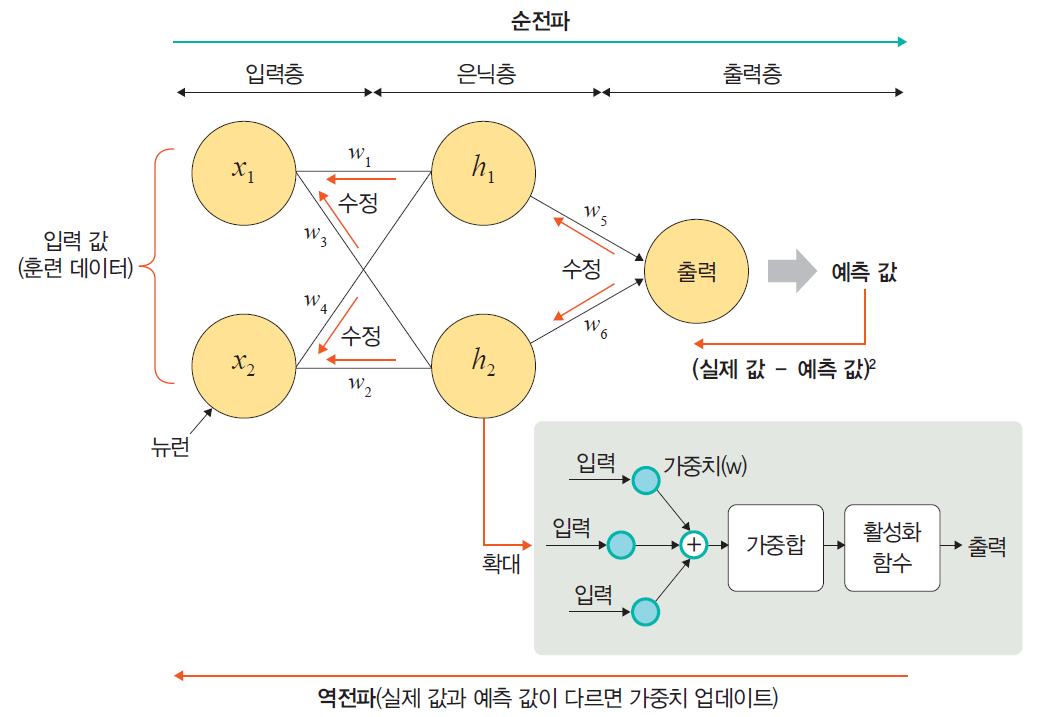 순전파
입력층
은닉층
출력층
x₁
w₁
h₁
수정
w₃
w₅
입력 값
(훈련 데이터)
수정
출력
예측 값
w₄
수정
w₆
x₂
w₂
h₂
(실제 값 - 예측 값)²
뉴런
입력
가중치(w)
입력
+
가중합
활성화
함수
출력
확대
입력
역전파(실제 값과 예측 값이 다르면 가중치 업데이트)